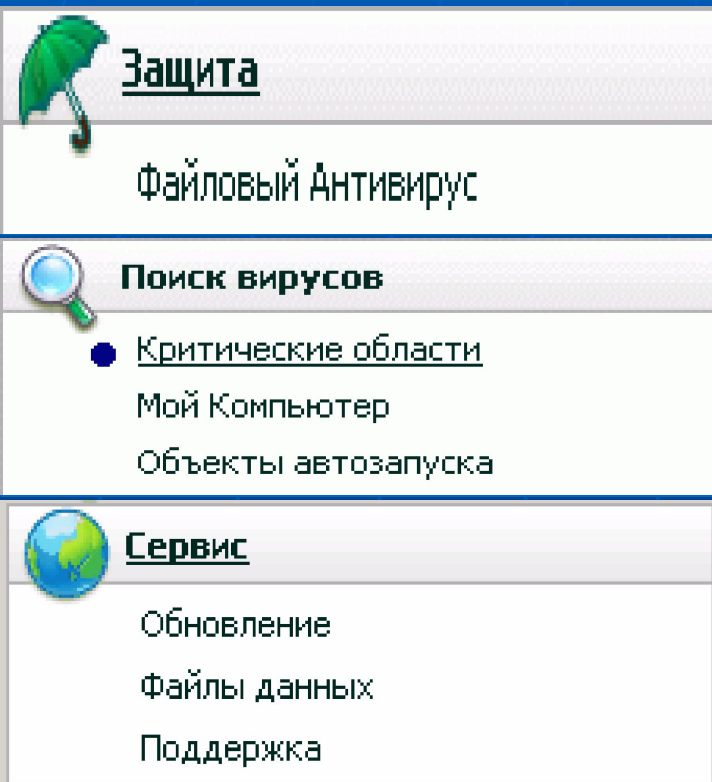 Защита
Файловый Антивирус
Поиск вирусов
Критические области
Мой Компьютер
Объекты автозапуска
Сервис
Обновление
Файлы данных
Поддержка